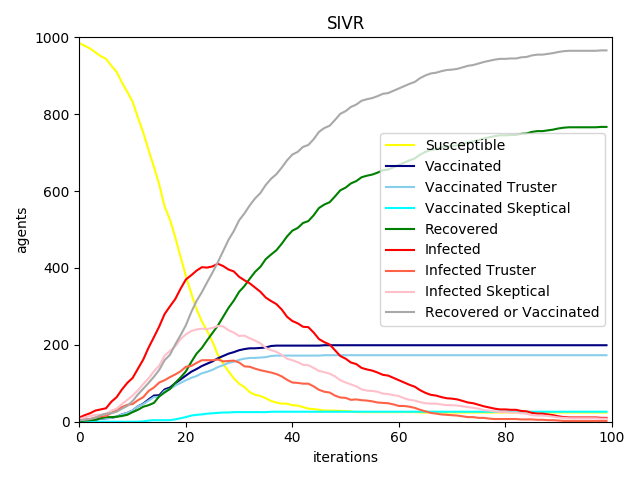 SIVR
1000
800
600
400
200
0
agents
Susceptible
Vaccinated
Vaccinated Truster
Vaccinated Skeptical
Recovered
Infected
Infected Truster
Infected Skeptical
Recovered or Vaccinated
0 20 40 60 80 100
iterations